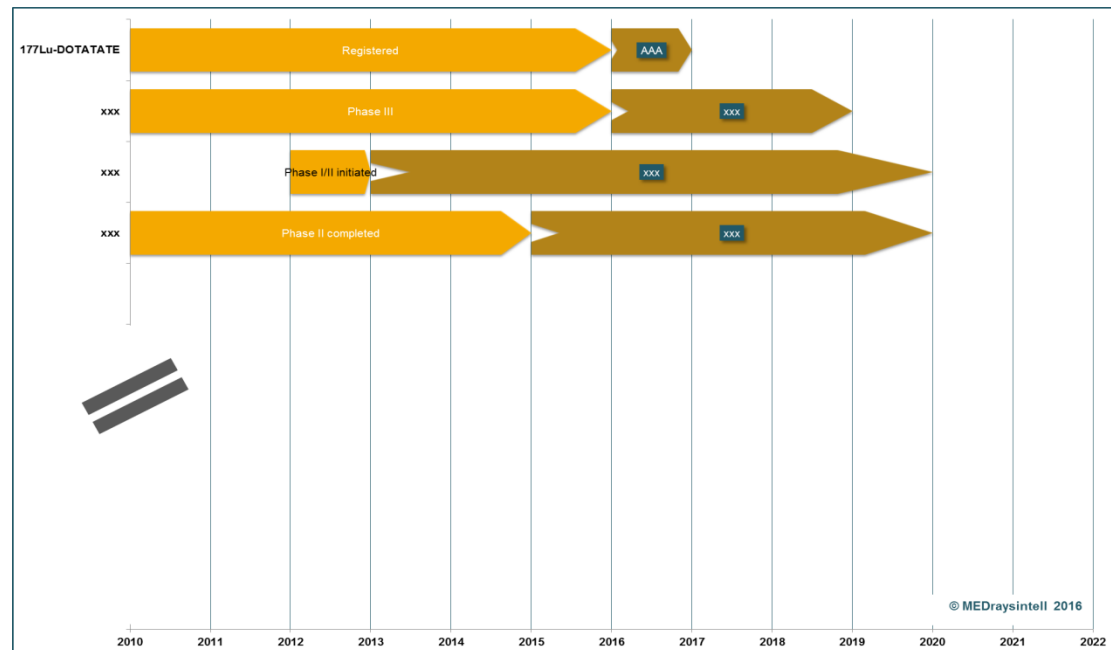 177Lu-DOTATATE Registered AAA
xxx Phase III xxx
xxx Phase I/II initiated xxx
xxx Phase II completed xxx
© MEDraysintell 2016
2010 2011 2012 2013 2014 2015 2016 2017 2018 2019 2020 2021 2022